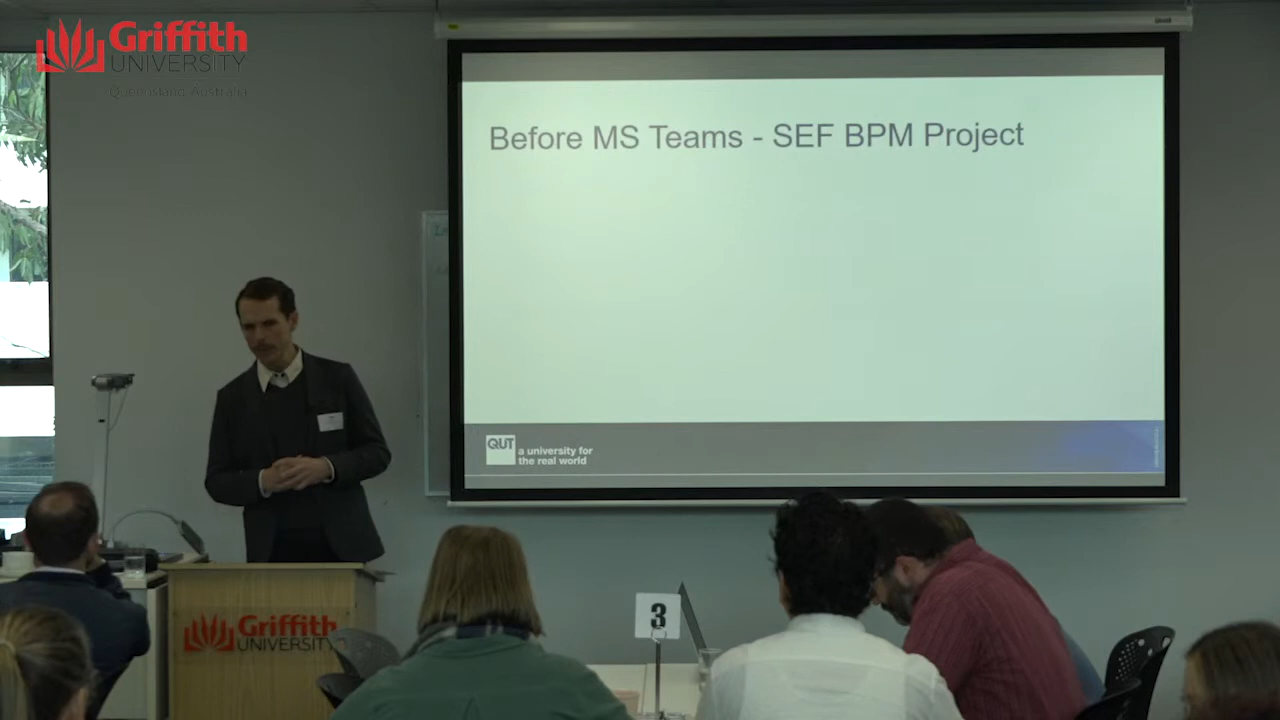 Griffith
UNIVERSITY
Queensland, Australia
Before MS Teams - SEF BPM Project
QUT
a university for
the real world
3
Griffith
UNIVERSITY